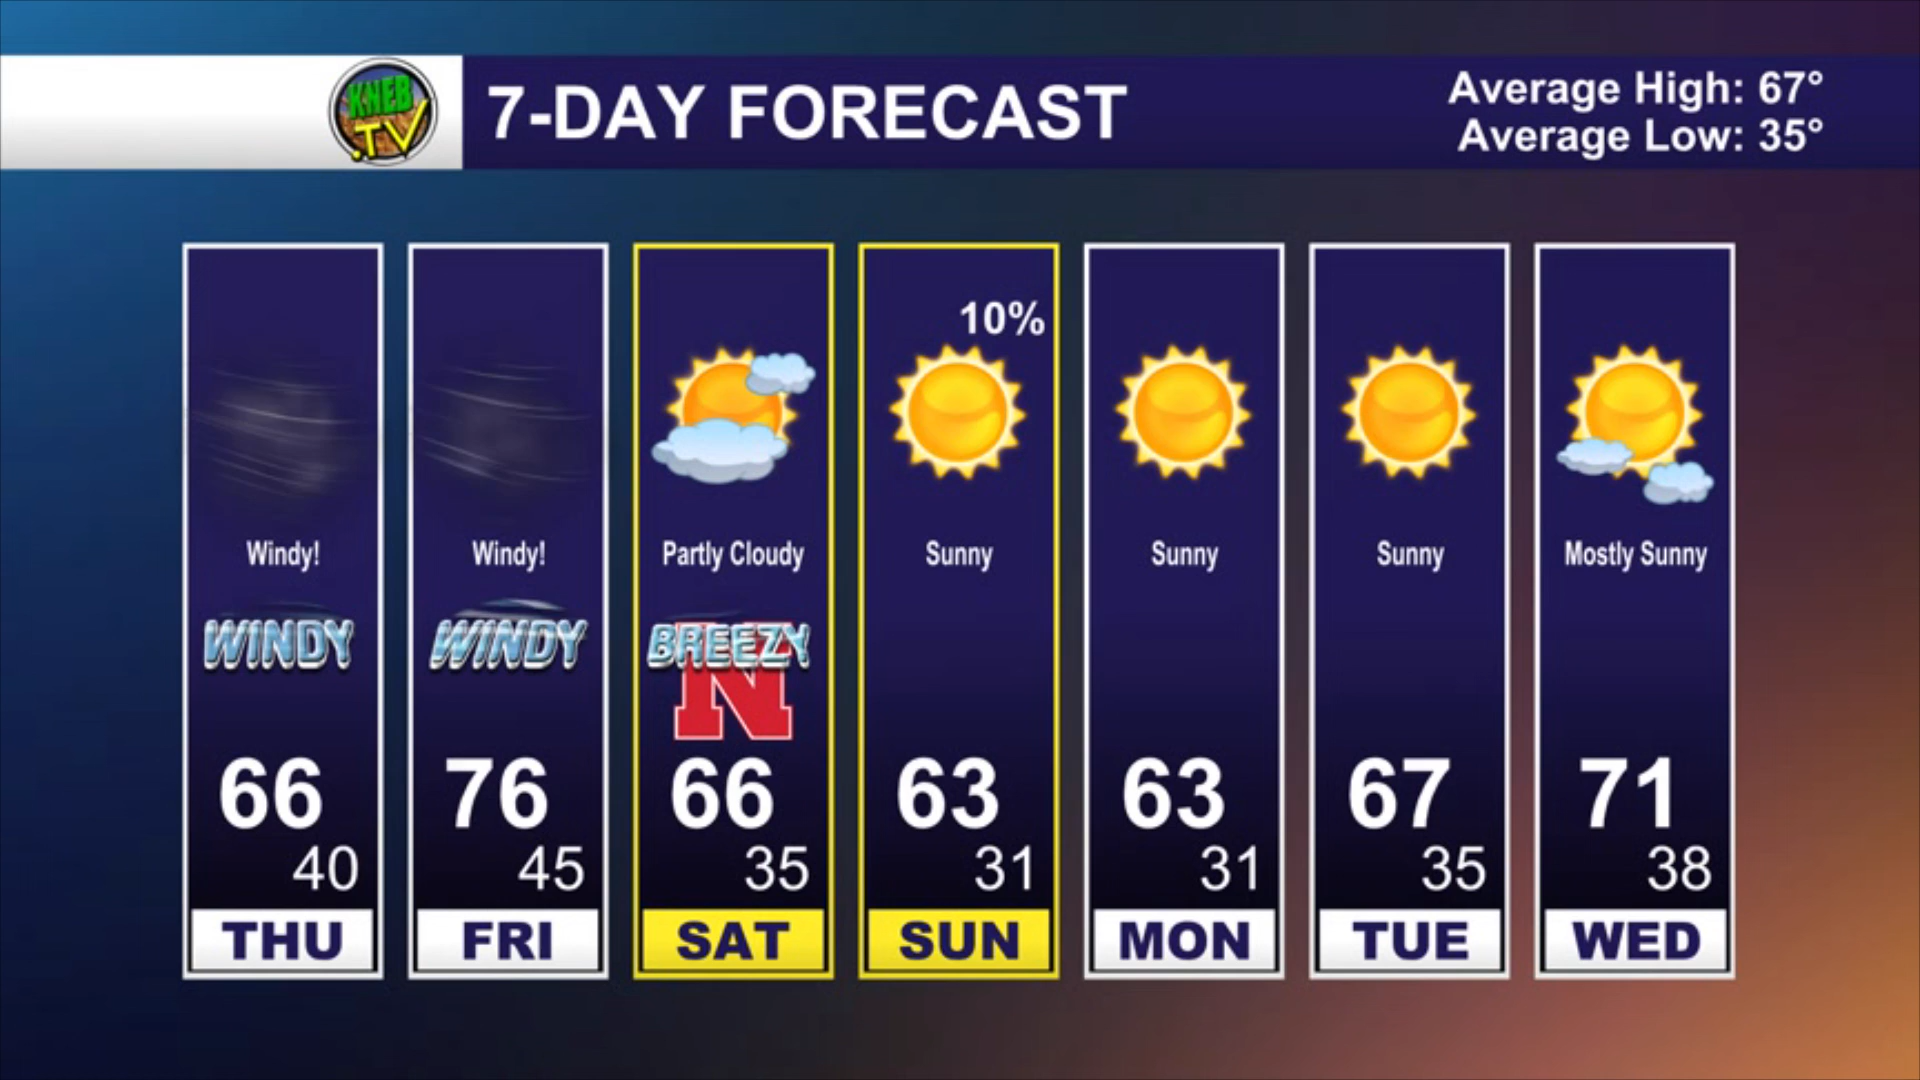 KNEB
.TV
7-DAY FORECAST
Average High: 67°
Average Low: 35°
Windy!
WINDY
66
40
THU
Windy!
WINDY
76
45
FRI
Partly Cloudy
BREEZY
N
66
35
SAT
10%
Sunny
63
31
SUN
Sunny
63
31
MON
Sunny
67
35
TUE
Mostly Sunny
71
38
WED